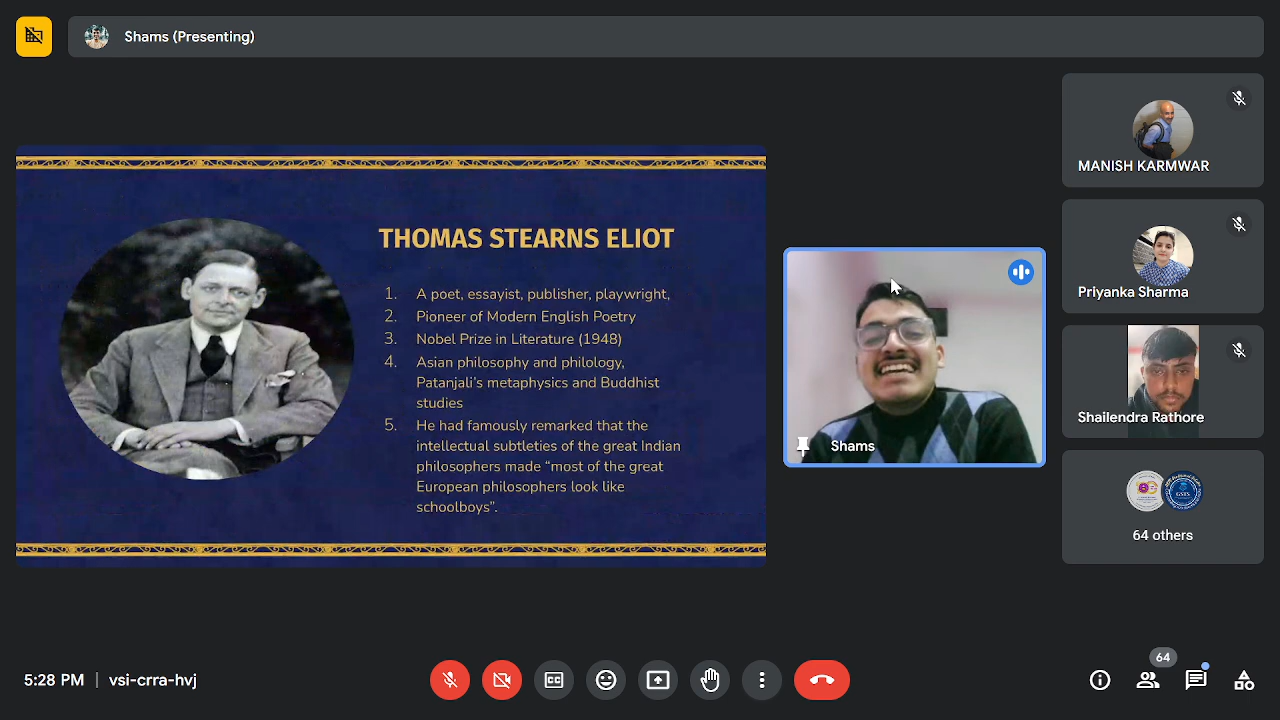 Shams (Presenting)
THOMAS STEARNS ELIOT
1. A poet, essayist, publisher, playwright,
2. Pioneer of Modern English Poetry
3. Nobel Prize in Literature (1948)
4. Asian philosophy and philology,
Patanjali's metaphysics and Buddhist
studies
5. He had famously remarked that the
intellectual subtleties of the great Indian
philosophers made “most of the great
European philosophers look like
schoolboys”.
Shams
MANISH KARMWAR
Priyanka Sharma
Shailendra Rathore
64 others
5:28 PM | vsi-crra-hvj
CC
64